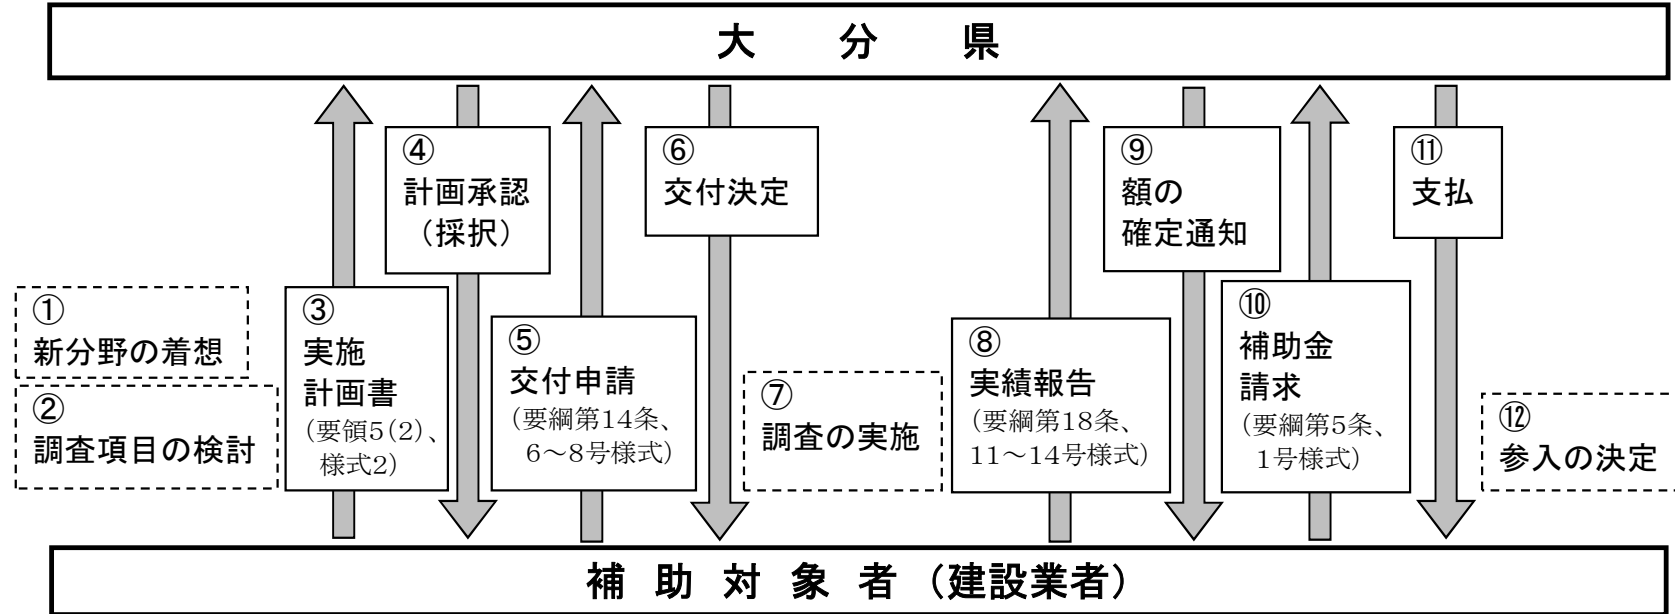 大分県
①
新分野の着想
②
調査項目の検討
③
実施
計画書
(要領5(2)、
様式2)
④
計画承認
(採択)
⑤
交付申請
(要綱第14条、
6～8号様式)
⑥
交付決定
⑦
調査の実施
⑧
実績報告
(要綱第18条、
11～14号様式)
⑨
額の
確定通知
⑩
補助金
請求
(要綱第5条、
1号様式)
⑪
支払
⑫
参入の決定
補助対象者(建設業者)